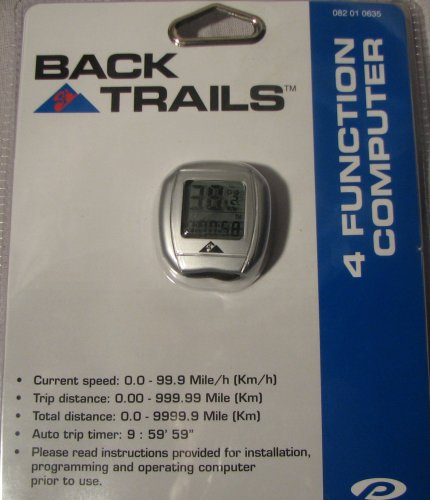 082 01 0635
BACK
TRAILS™
4 FUNCTION
COMPUTER
• Current speed: 0.0 - 99.9 Mile/h (Km/h)
• Trip distance: 0.00 - 999.99 Mile (Km)
• Total distance: 0.0 - 9999.9 Mile (Km)
• Auto trip timer: 9 : 59' 59"
• Please read instructions provided for installation,
programming and operating computer
prior to use.